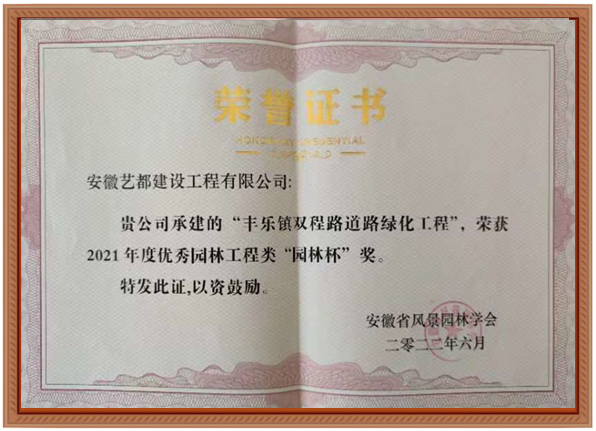 荣誉证书
安徽艺都建设工程有限公司:
贵公司承建的“丰乐镇双程路道路绿化工程”,荣获
2021年度优秀园林工程类“园林杯”奖。
特发此证,以资鼓励。
安徽省风景园林学会
二零二二年六月